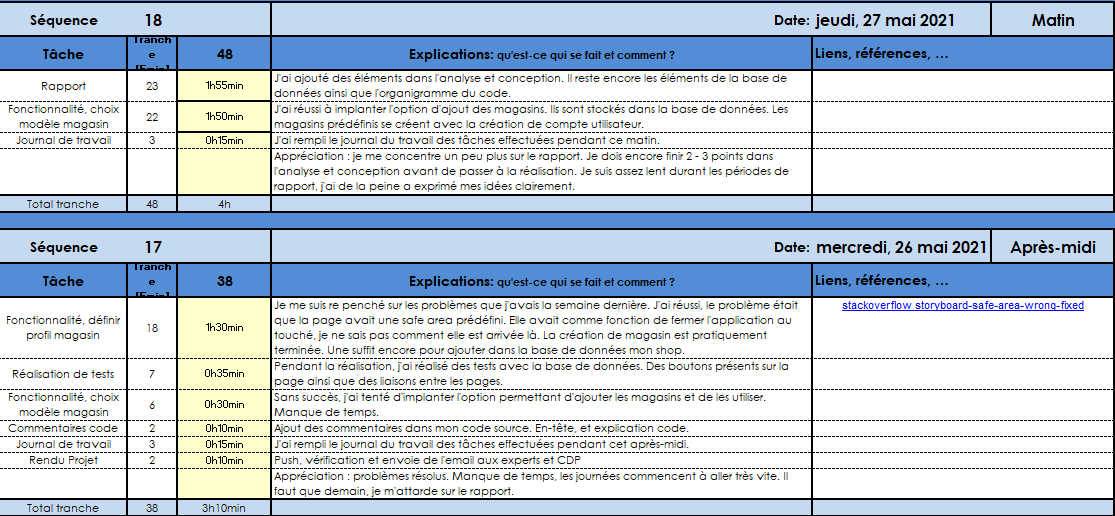 Séquence 18 Date: jeudi, 27 mai 2021 Matin
Tâche Tranche [5min] 48 Explications: qu'est-ce qui se fait et comment ? Liens, références, ...
Rapport 23 1h55min J'ai ajouté des éléments dans l'analyse et conception. Il reste encore les éléments de la base de
données ainsi que l'organigramme du code.
Fonctionnalité, choix
modèle magasin 22 1h50min J'ai réussi à implanter l'option d'ajout des magasins. Ils sont stockés dans la base de données. Les
magasins prédéfinis se créent avec la création de compte utilisateur.
Journal de travail 3 0h15min J'ai rempli le journal du travail des tâches effectuées pendant ce matin.
Appréciation : je me concentre un peu plus sur le rapport. Je dois encore finir 2 - 3 points dans
l'analyse et conception avant de passer à la réalisation. Je suis assez lent durant les périodes de
rapport, j'ai de la peine a exprimé mes idées clairement.
Total tranche 48 4h
Séquence 17 Date: mercredi, 26 mai 2021 Après-midi
Tâche Tranche [5min] 38 Explications: qu'est-ce qui se fait et comment ? Liens, références, ...
Fonctionnalité, définir
profil magasin 18 1h30min Je me suis re penché sur les problèmes que j'avais la semaine dernière. J'ai réussi, le problème était
que la page avait une safe area prédéfini. Elle avait comme fonction de fermer l'application au
touché, je ne sais pas comment elle est arrivée là. La création de magasin est pratiquement
terminée. Une suffit encore pour ajouter dans la base de données mon shop.
stackoverflow storyboard-safe-area-wrong-fixed
Réalisation de tests 7 0h35min Pendant la réalisation, j'ai réalisé des tests avec la base de données. Des boutons présents sur la
page ainsi que des liaisons entre les pages.
Fonctionnalité, choix
modèle magasin 6 0h30min Sans succès, j'ai tenté d'implanter l'option permettant d'ajouter les magasins et de les utiliser.
Manque de temps.
Commentaires code 2 0h10min Ajout des commentaires dans mon code source. En-tête, et explication code.
Journal de travail 3 0h15min J'ai rempli le journal du travail des tâches effectuées pendant cet après-midi.
Rendu Projet 2 0h10min Push, vérification et envoie de l'email aux experts et CDP
Appréciation : problèmes résolus. Manque de temps, les journées commencent à aller très vite. Il
faut que demain, je m'attarde sur le rapport.
Total tranche 38 3h10min